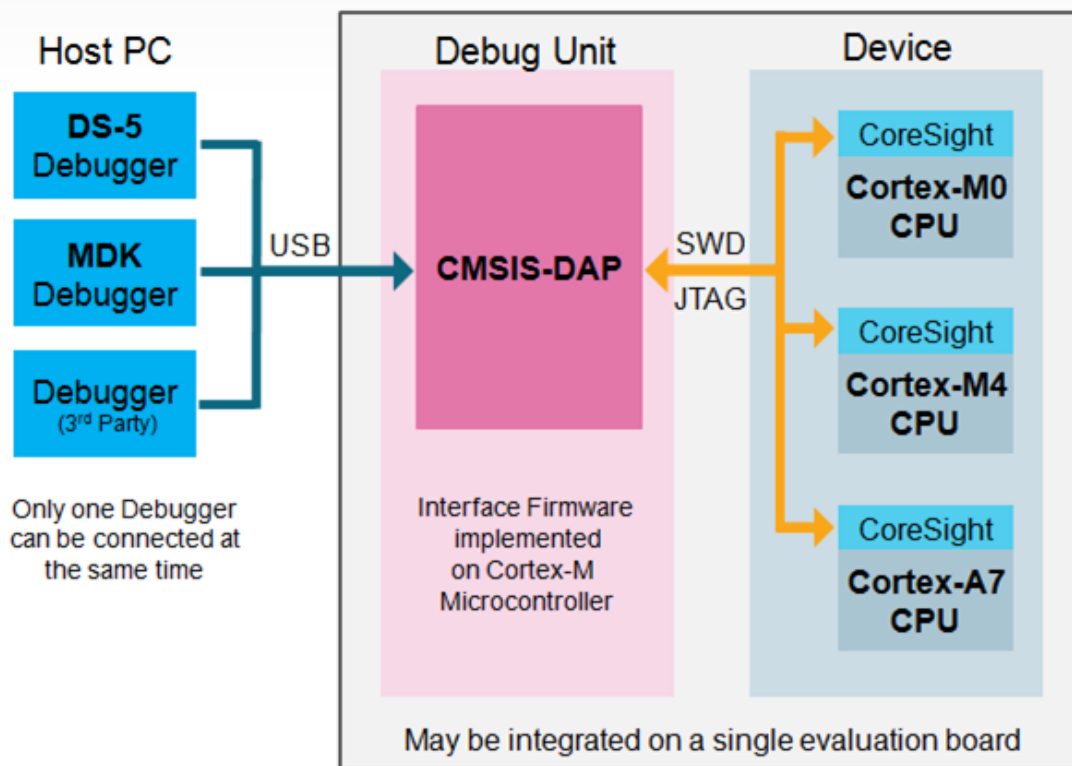 Host PC
DS-5
Debugger
MDK
Debugger
Debugger
(3rd Party)
Only one Debugger
can be connected at
the same time
USB
Debug Unit
CMSIS-DAP
Interface Firmware
implemented
on Cortex-M
Microcontroller
SWD
JTAG
Device
CoreSight
Cortex-M0
CPU
CoreSight
Cortex-M4
CPU
CoreSight
Cortex-A7
CPU
May be integrated on a single evaluation board